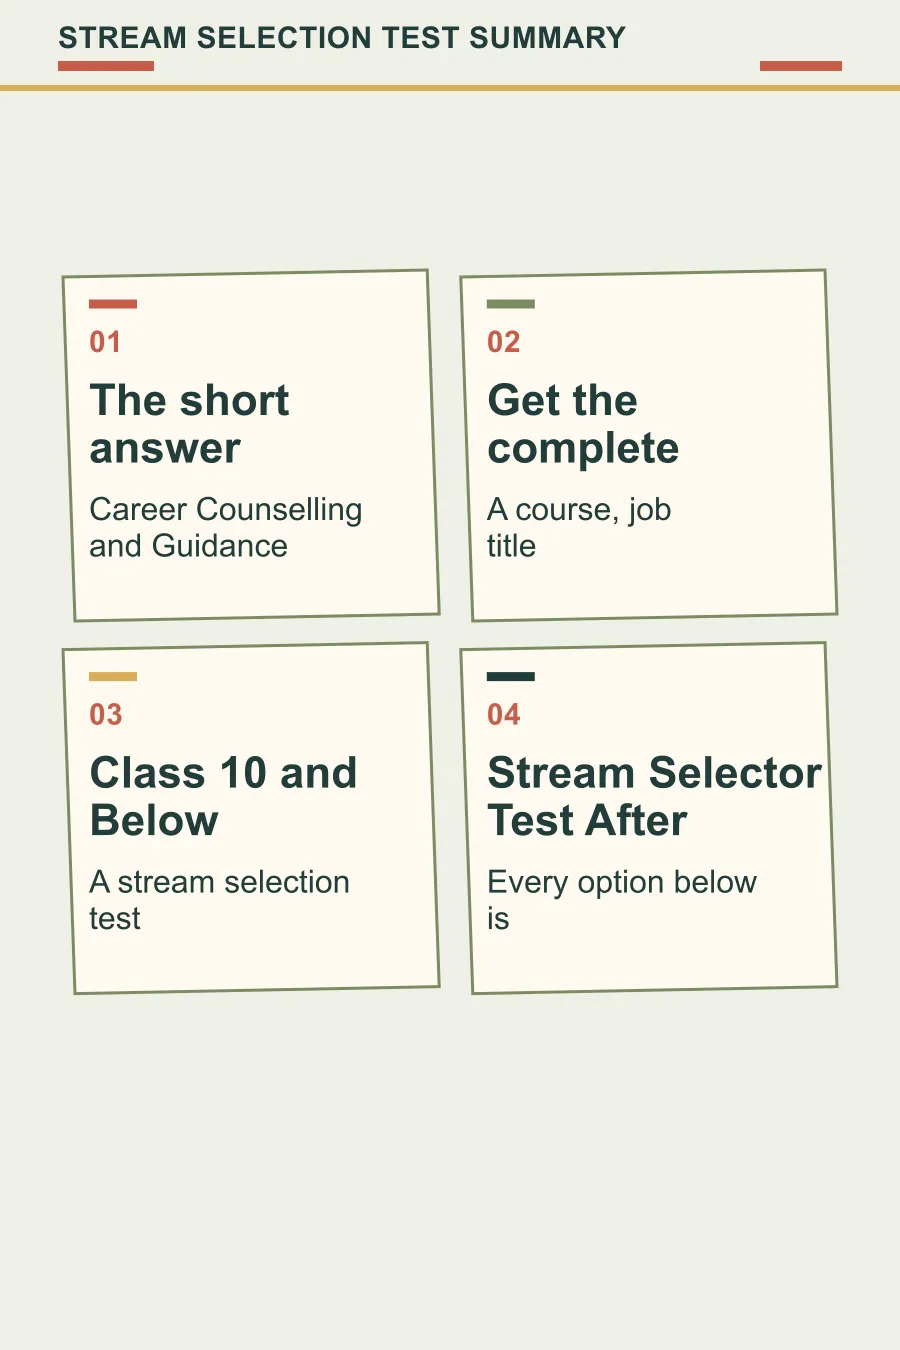 STREAM SELECTION TEST SUMMARY
01
The short
answer
Career Counselling
and Guidance
02
Get the
complete
A course, job
title
03
Class 10 and
Below
A stream selection
test
04
Stream Selector
Test After
Every option below
is